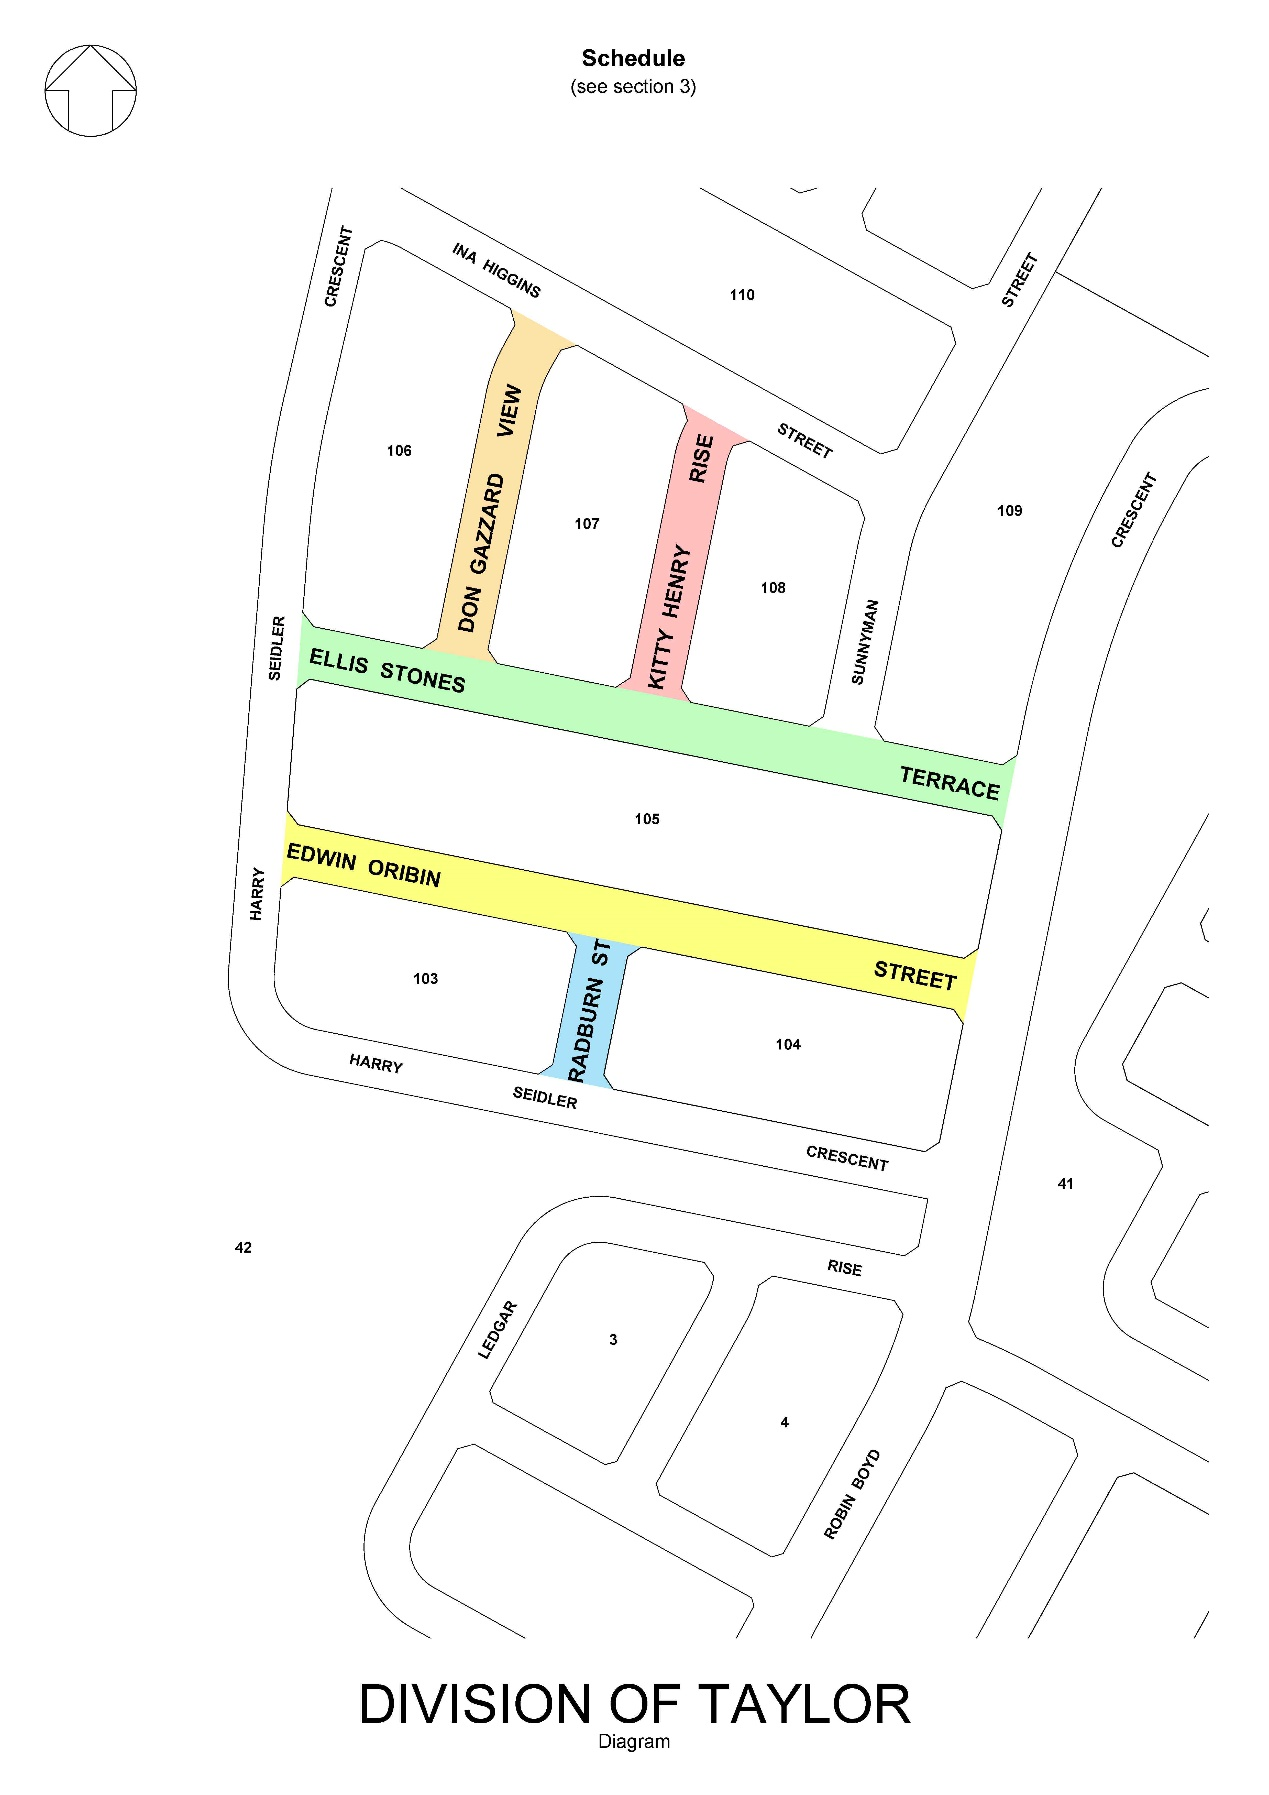 Schedule
(see section 3)
CRESCENT
INA HIGGINS
110
STREET
VIEW
106
STREET
RISE
109
CRESCENT
DON GAZZARD
107
KITTY HENRY
108
SUNNYMAN
SEIDLER
ELLIS STONES
TERRACE
105
EDWIN ORIBIN
HARRY
STREET
103
RADBURN ST
104
HARRY
SEIDLER
CRESCENT
41
42
RISE
LEDGAR
3
4
ROBIN BOYD
DIVISION OF TAYLOR
Diagram